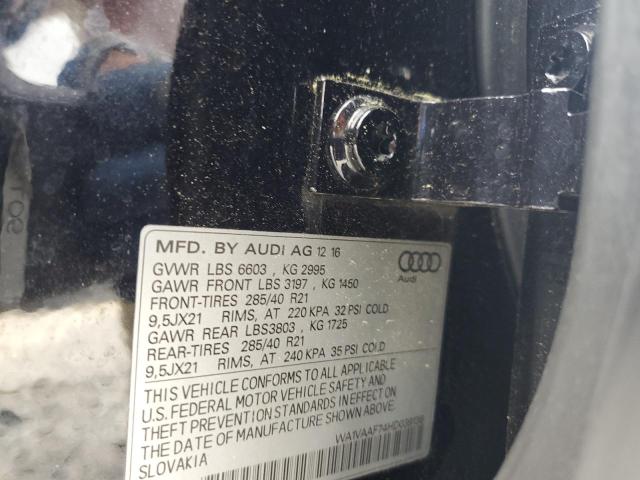 MFD. BY AUDI AG 12 16
GVWR LBS 6603 , KG 2995
GAWR FRONT LBS 3197 , KG 1450
FRONT-TIRES 285/40 R21
9,5JX21 RIMS, AT 220 KPA 32 PSI COLD
GAWR REAR LBS3803 , KG 1725
REAR-TIRES 285/40 R21
9,5JX21 RIMS, AT 240 KPA 35 PSI COLD
THIS VEHICLE CONFORMS TO ALL APPLICABLE
U.S. FEDERAL MOTOR VEHICLE SAFETY AND
THEFT PREVENTION STANDARDS IN EFFECT ON
THE DATE OF MANUFACTURE SHOWN ABOVE.
SLOVAKIA
Audi